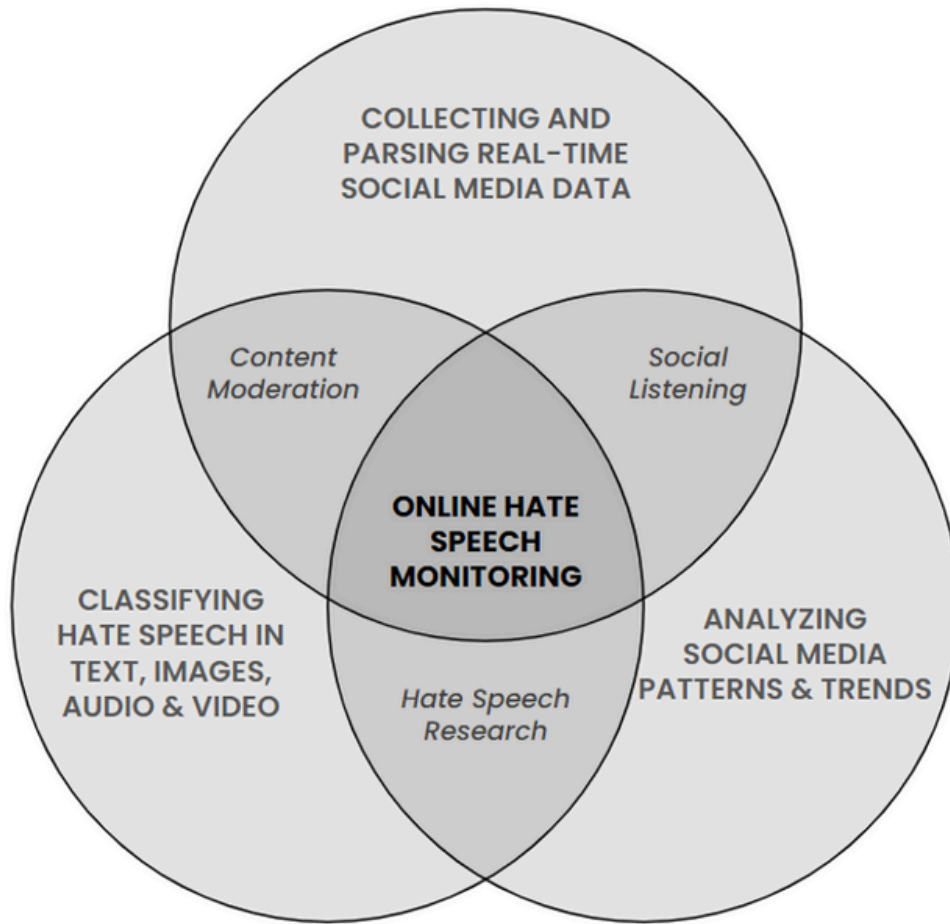 COLLECTING AND
PARSING REAL-TIME
SOCIAL MEDIA DATA
Content
Moderation
Social
Listening
ONLINE HATE
SPEECH
MONITORING
CLASSIFYING
HATE SPEECH IN
TEXT, IMAGES,
AUDIO & VIDEO
ANALYZING
SOCIAL MEDIA
PATTERNS & TRENDS
Hate Speech
Research